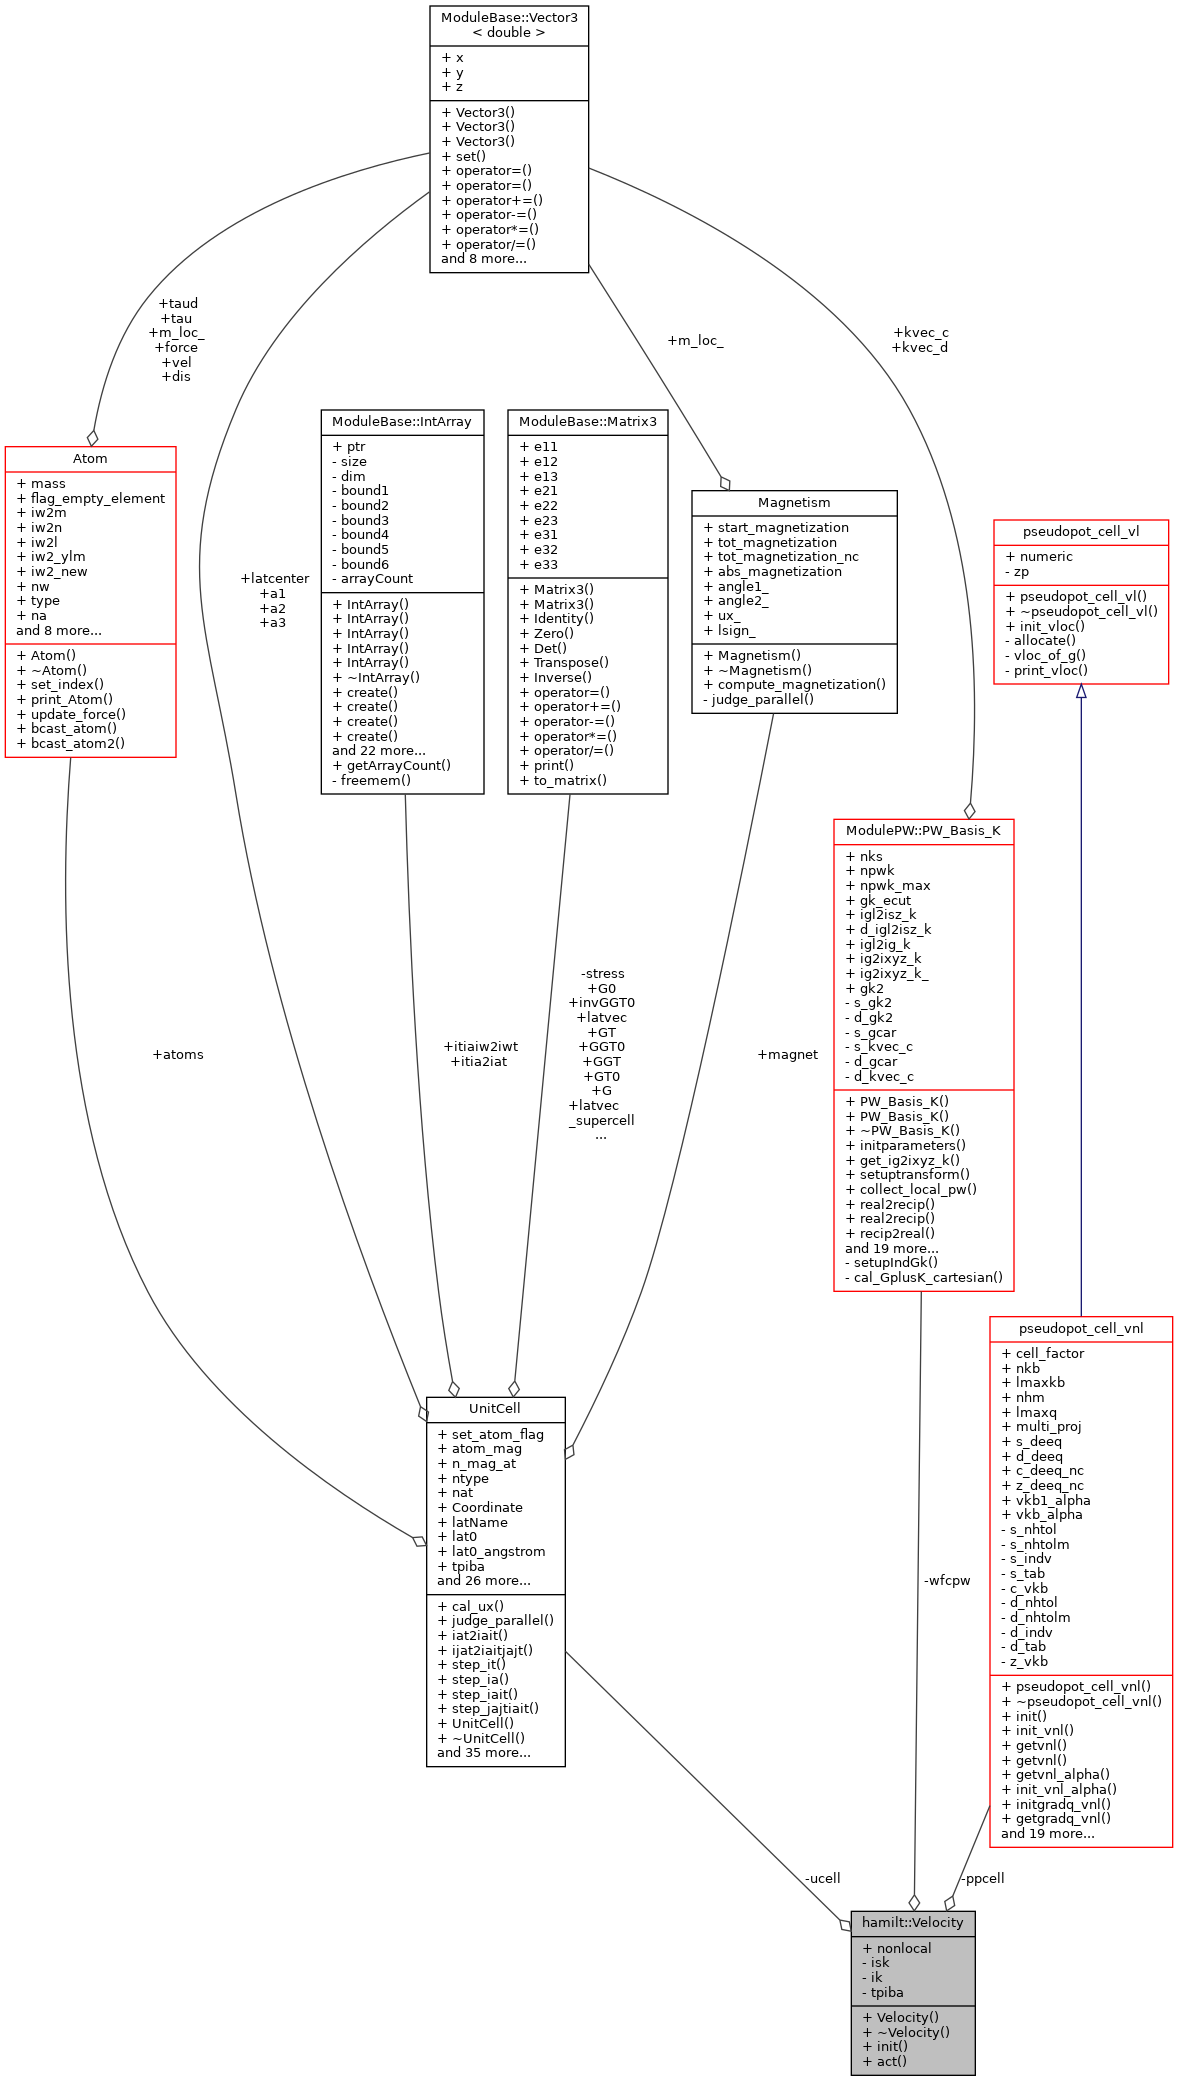 ModuleBase::Vector3
< double >
+ x
+ y
+ z
+ Vector3()
+ Vector3()
+ Vector3()
+ set()
+ operator=()
+ operator=()
+ operator+=()
+ operator-=()
+ operator*=()
+ operator/=()
and 8 more...
+taud
+tau
+m_loc_
+force
+vel
+dis
+m_loc_
+kvec_c
+kvec_d
Atom
+ mass
+ flag_empty_element
+ iw2m
+ iw2n
+ iw2l
+ iw2_ylm
+ iw2_new
+ nw
+ type
+ na
and 8 more...
+ Atom()
+ ~Atom()
+ set_index()
+ print_Atom()
+ update_force()
+ bcast_atom()
+ bcast_atom2()
+latcenter
+a1
+a2
+a3
ModuleBase::IntArray
+ ptr
- size
- dim
- bound1
- bound2
- bound3
- bound4
- bound5
- bound6
- arrayCount
+ IntArray()
+ IntArray()
+ IntArray()
+ IntArray()
+ IntArray()
+ ~IntArray()
+ create()
+ create()
+ create()
+ create()
and 22 more...
+ getArrayCount()
- freemem()
ModuleBase::Matrix3
+ e11
+ e12
+ e13
+ e21
+ e22
+ e23
+ e31
+ e32
+ e33
+ Matrix3()
+ Matrix3()
+ Identity()
+ Zero()
+ Det()
+ Transpose()
+ Inverse()
+ operator=()
+ operator+=()
+ operator-=()
+ operator*=()
+ operator/=()
+ print()
+ to_matrix()
Magnetism
+ start_magnetization
+ tot_magnetization
+ tot_magnetization_nc
+ abs_magnetization
+ angle1_
+ angle2_
+ ux_
+ lsign_
+ Magnetism()
+ ~Magnetism()
+ compute_magnetization()
- judge_parallel()
pseudopot_cell_vl
+ numeric
- zp
+ pseudopot_cell_vl()
+ ~pseudopot_cell_vl()
+ init_vloc()
- allocate()
- vloc_of_g()
- print_vloc()
ModulePW::PW_Basis_K
+ nks
+ npwk
+ npwk_max
+ gk_ecut
+ igl2isz_k
+ d_igl2isz_k
+ igl2ig_k
+ ig2ixyz_k
+ ig2ixyz_k_
+ gk2
- s_gk2
- d_gk2
- s_gcar
- s_kvec_c
- d_gcar
- d_kvec_c
+ PW_Basis_K()
+ PW_Basis_K()
+ ~PW_Basis_K()
+ initparameters()
+ get_ig2ixyz_k()
+ setuptransform()
+ collect_local_pw()
+ real2recip()
+ real2recip()
+ recip2real()
and 19 more...
- setupIndGk()
- cal_GplusK_cartesian()
+atoms
+itiaiw2iwt
+itia2iat
-stress
+G0
+invGGT0
+latvec
+GT
+GGT0
+GGT
+GT0
+G
+latvec
_supercell
...
+magnet
UnitCell
+ set_atom_flag
+ atom_mag
+ n_mag_at
+ ntype
+ nat
+ Coordinate
+ latName
+ lat0
+ lat0_angstrom
+ tpiba
and 26 more...
+ cal_ux()
+ judge_parallel()
+ iat2iait()
+ ijat2iaitjajt()
+ step_it()
+ step_ia()
+ step_iait()
+ step_jajtiait()
+ UnitCell()
+ ~UnitCell()
and 35 more...
pseudopot_cell_vnl
+ cell_factor
+ nkb
+ lmaxkb
+ nhm
+ lmaxq
+ multi_proj
+ s_deeq
+ d_deeq
+ c_deeq_nc
+ z_deeq_nc
+ vkb1_alpha
+ vkb_alpha
- s_nhtol
- s_nhtolm
- s_indv
- s_tab
- c_vkb
- d_nhtol
- d_nhtolm
- d_indv
- d_tab
- z_vkb
+ pseudopot_cell_vnl()
+ ~pseudopot_cell_vnl()
+ init()
+ init_vnl()
+ getvnl()
+ getvnl()
+ getvnl_alpha()
+ init_vnl_alpha()
+ initgradq_vnl()
+ getgradq_vnl()
and 19 more...
-wfcpw
-ucell
-ppcell
hamilt::Velocity
+ nonlocal
- isk
- ik
- tpiba
+ Velocity()
+ ~Velocity()
+ init()
+ act()